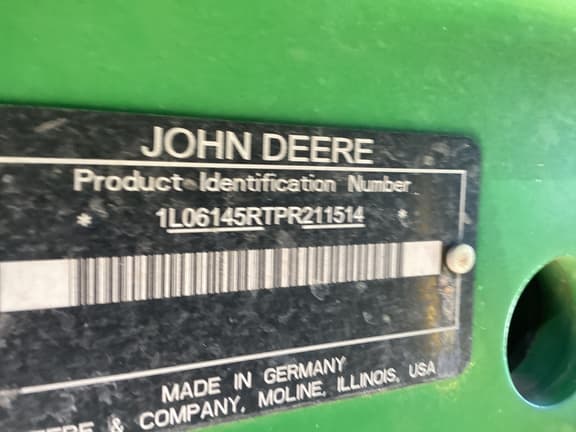 JOHN DEERE
Product Identification Number
* 1L06145RTPR211514 *
MADE IN GERMANY
& COMPANY, MOLINE, ILLINOIS, USA